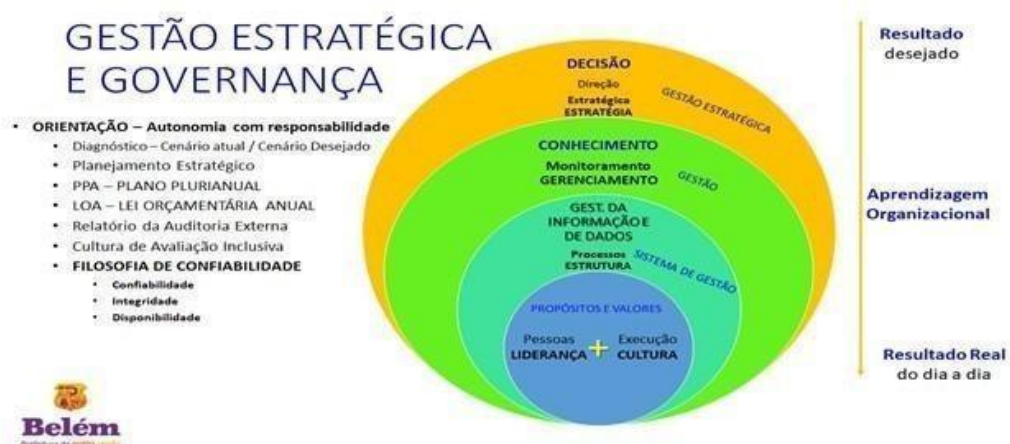 GESTÃO ESTRATÉGICA
E GOVERNANÇA
• ORIENTAÇÃO – Autonomia com responsabilidade
• Diagnóstico – Cenário atual / Cenário Desejado
• Planejamento Estratégico
• PPA – PLANO PLURIANUAL
• LOA – LEI ORÇAMENTÁRIA ANUAL
• Relatório da Auditoria Externa
• Cultura de Avaliação Inclusiva
• FILOSOFIA DE CONFIABILIDADE
• Confiabilidade
• Integridade
• Disponibilidade
Belém
DECISÃO
Direção
Estratégica
ESTRATÉGIA
GESTÃO ESTRATÉGICA
CONHECIMENTO
Monitoramento
GERENCIAMENTO
GESTÃO
GEST. DA
INFORMAÇÃO E
DE DADOS
Processos
ESTRUTURA
SISTEMA DE GESTÃO
PROPÓSITOS E VALORES
Pessoas + Execução
LIDERANÇA CULTURA
Resultado
desejado
Aprendizagem
Organizacional
Resultado Real
do dia a dia